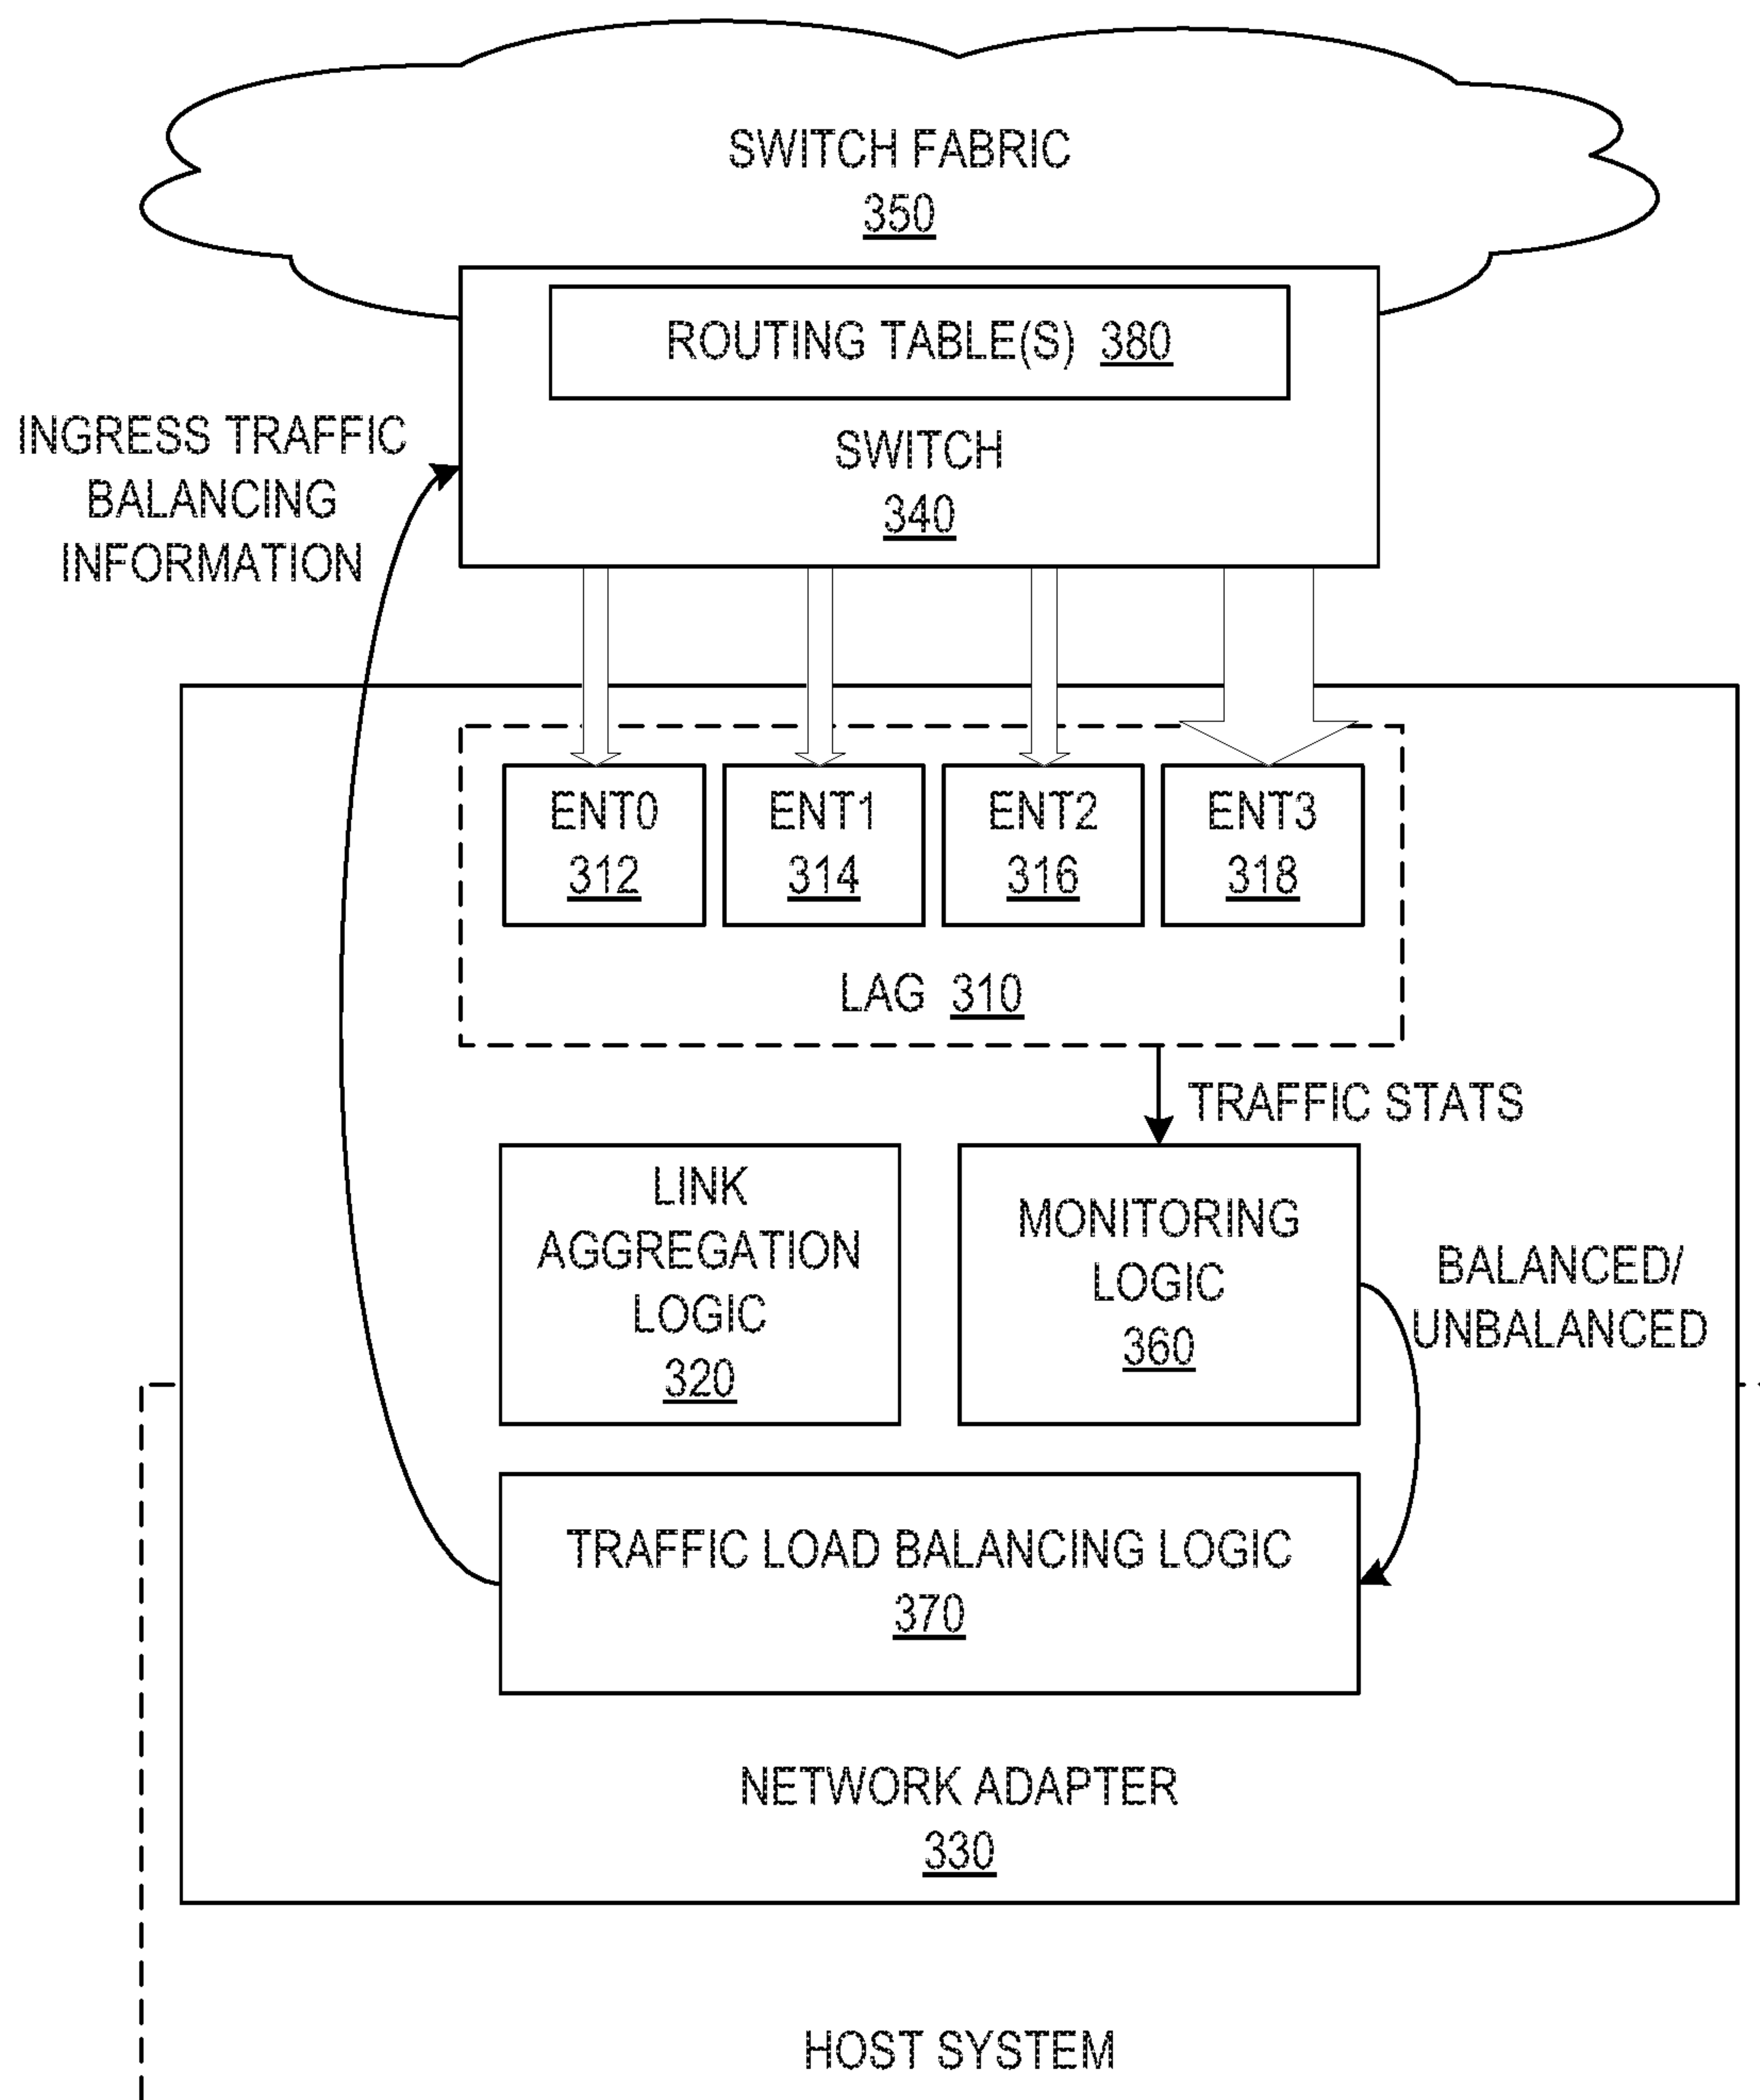 SWITCH FABRIC
350
ROUTING TABLE(S) 380
INGRESS TRAFFIC
BALANCING
INFORMATION
SWITCH
340
ENT0
312
ENT1
314
ENT2
316
ENT3
318
LAG 310
TRAFFIC STATS
LINK
AGGREGATION
LOGIC
320
MONITORING
LOGIC
360
BALANCED/
UNBALANCED
TRAFFIC LOAD BALANCING LOGIC
370
NETWORK ADAPTER
330
HOST SYSTEM